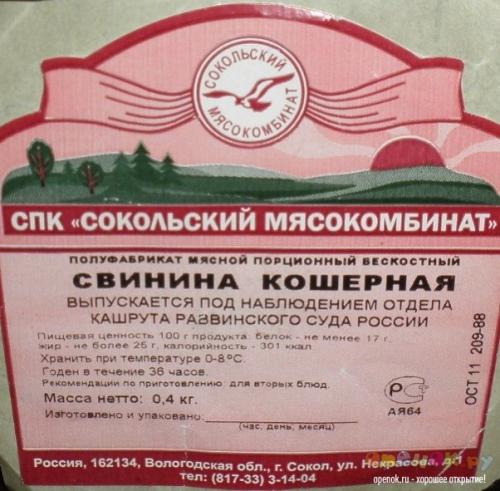 СОКОЛЬСКИЙ
МЯСОКОМБИНАТ
СПК «СОКОЛЬСКИЙ МЯСОКОМБИНАТ»
ПОЛУФАБРИКАТ МЯСНОЙ ПОРЦИОННЫЙ БЕСКОСТНЫЙ
СВИНИНА КОШЕРНАЯ
ВЫПУСКАЕТСЯ ПОД НАБЛЮДЕНИЕМ ОТДЕЛА
КАШРУТА РАВВИНСКОГО СУДА РОССИИ
Пищевая ценность 100 г продукта: белок - не менее 17 г,
жир - не более 25 г, калорийность - 301 ккал.
Хранить при температуре 0-8°С.
Годен в течение 36 часов.
Рекомендации по приготовлению: для вторых блюд.
Масса нетто: 0,4 кг.
Изготовлено и упаковано:
(час, день, месяц)
АЯ64
ОСТ 11 209-88
Россия, 162134, Вологодская обл., г. Сокол, ул. Некрасова,
тел: (817-33) 3-14-04
openok.ru - хорошее открытие!